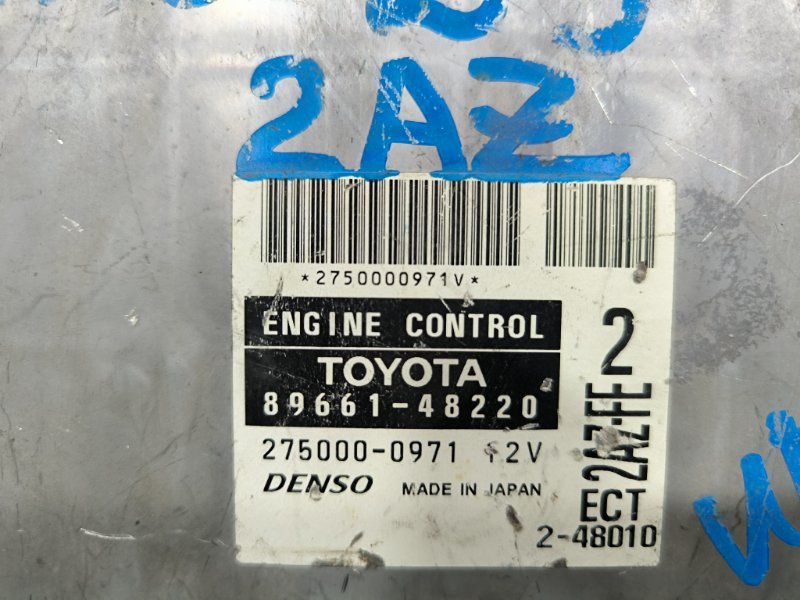 2AZ
*2750000971V*
ENGINE CONTROL
TOYOTA
89661-48220
275000-0971 12V
DENSO MADE IN JAPAN
2
2AZ-FE
ECT
2-48010